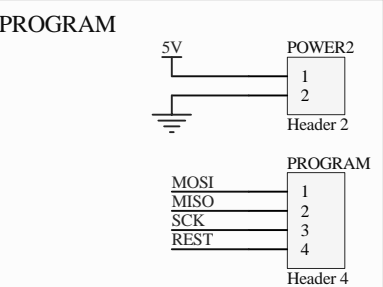 PROGRAM
5V
POWER2
1
2
Header 2
PROGRAM
MOSI
1
MISO
2
SCK
3
REST
4
Header 4